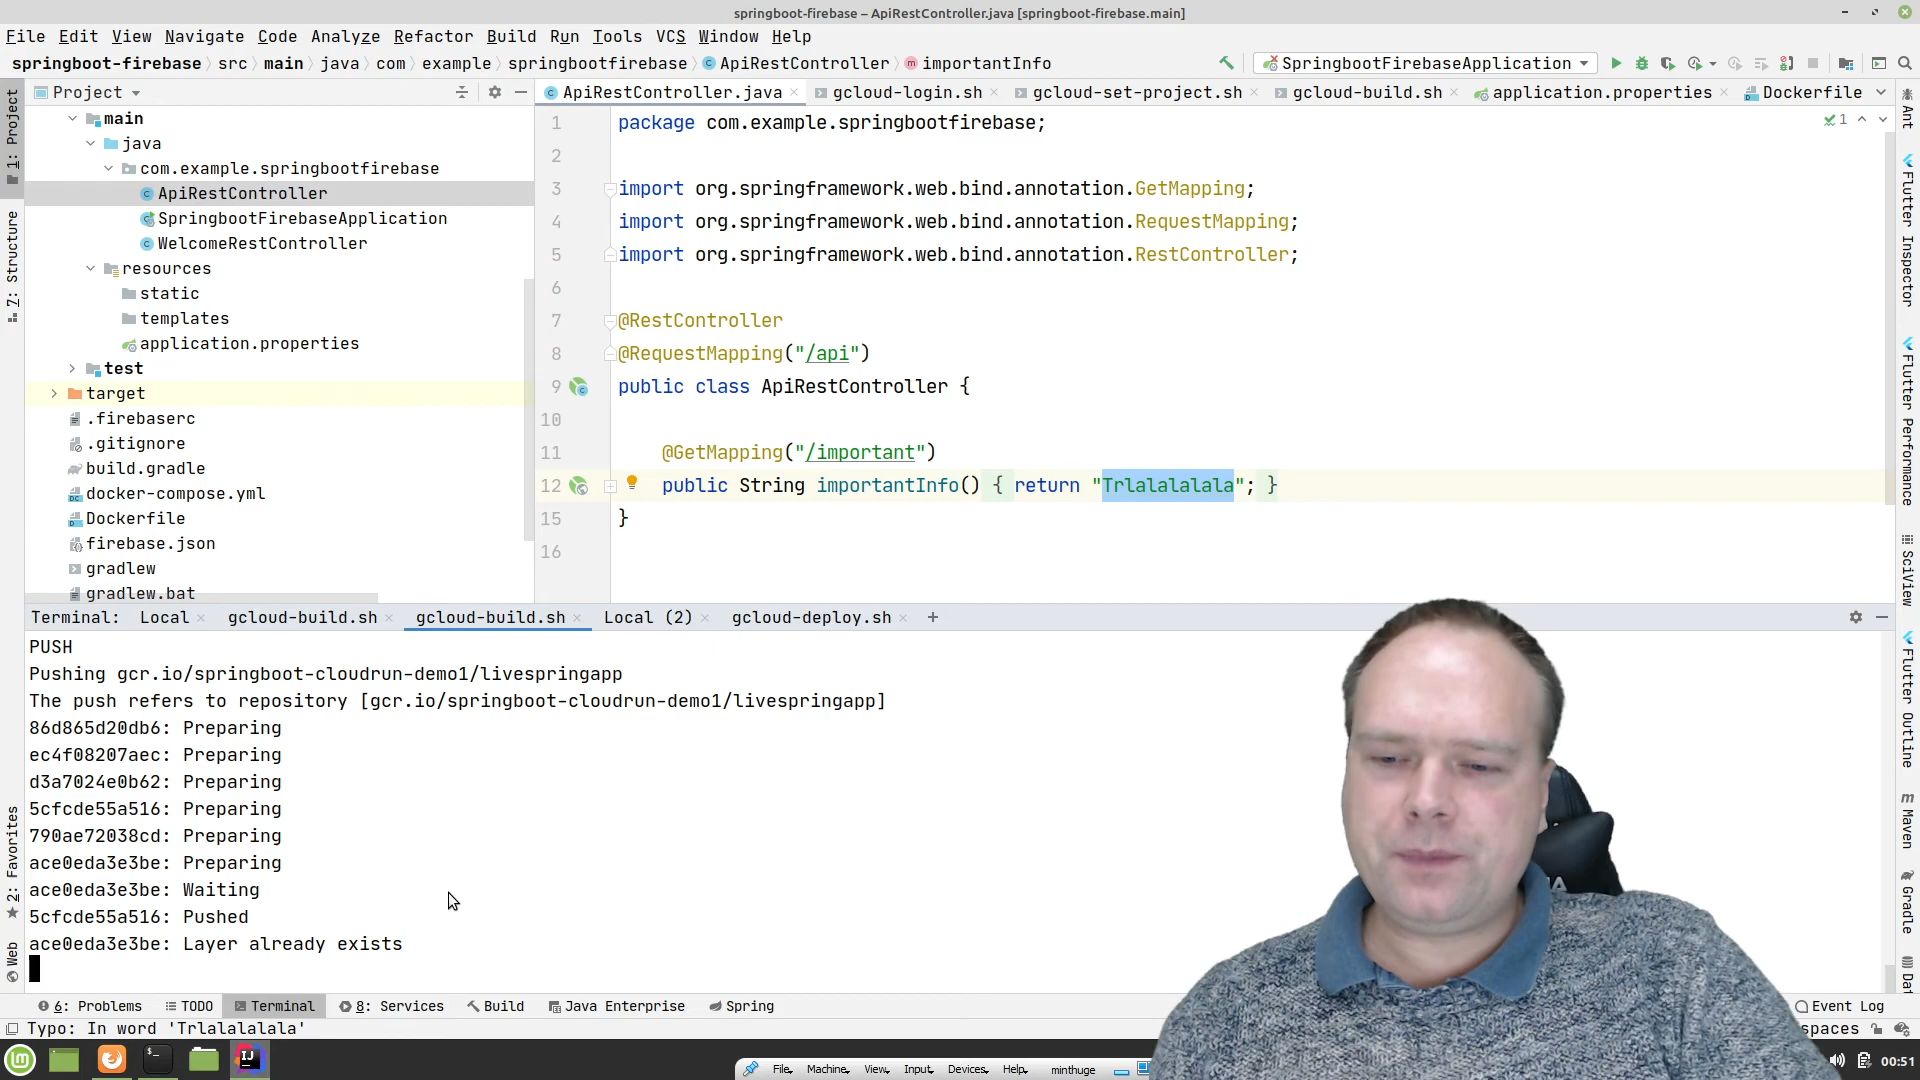 springboot-firebase – ApiRestController.java [springboot-firebase.main]
File Edit View Navigate Code Analyze Refactor Build Run Tools VCS Window Help
springboot-firebase src main java com example springbootfirebase ApiRestController importantInfo
SpringbootFirebaseApplication
Project
ApiRestController.java gcloud-login.sh gcloud-set-project.sh gcloud-build.sh application.properties Dockerfile
main
java
com.example.springbootfirebase
ApiRestController
SpringbootFirebaseApplication
WelcomeRestController
resources
static
templates
application.properties
test
target
.firebaserc
.gitignore
build.gradle
docker-compose.yml
Dockerfile
firebase.json
gradlew
gradlew.bat
1 package com.example.springbootfirebase;
2
3 import org.springframework.web.bind.annotation.GetMapping;
4 import org.springframework.web.bind.annotation.RequestMapping;
5 import org.springframework.web.bind.annotation.RestController;
6
7 @RestController
8 @RequestMapping("/api")
9 public class ApiRestController {
10
11 @GetMapping("/important")
12 public String importantInfo() { return "Trlalalalala"; }
15 }
16
1
1: Project
7: Structure
2: Favorites
Web
Ant
Flutter Inspector
Flutter Performance
SciView
Flutter Outline
Maven
Gradle
Terminal: Local gcloud-build.sh gcloud-build.sh Local (2) gcloud-deploy.sh +
PUSH
Pushing gcr.io/springboot-cloudrun-demo1/livespringapp
The push refers to repository [gcr.io/springboot-cloudrun-demo1/livespringapp]
86d865d20db6: Preparing
ec4f08207aec: Preparing
d3a7024e0b62: Preparing
5cfcde55a516: Preparing
790ae72038cd: Preparing
ace0eda3e3be: Preparing
ace0eda3e3be: Waiting
5cfcde55a516: Pushed
ace0eda3e3be: Layer already exists
6: Problems TODO Terminal 8: Services Build Java Enterprise Spring
Event Log
Typo: In word 'Trlalalalala'
spaces
File Machine View Input Devices Help minthuge
00:51